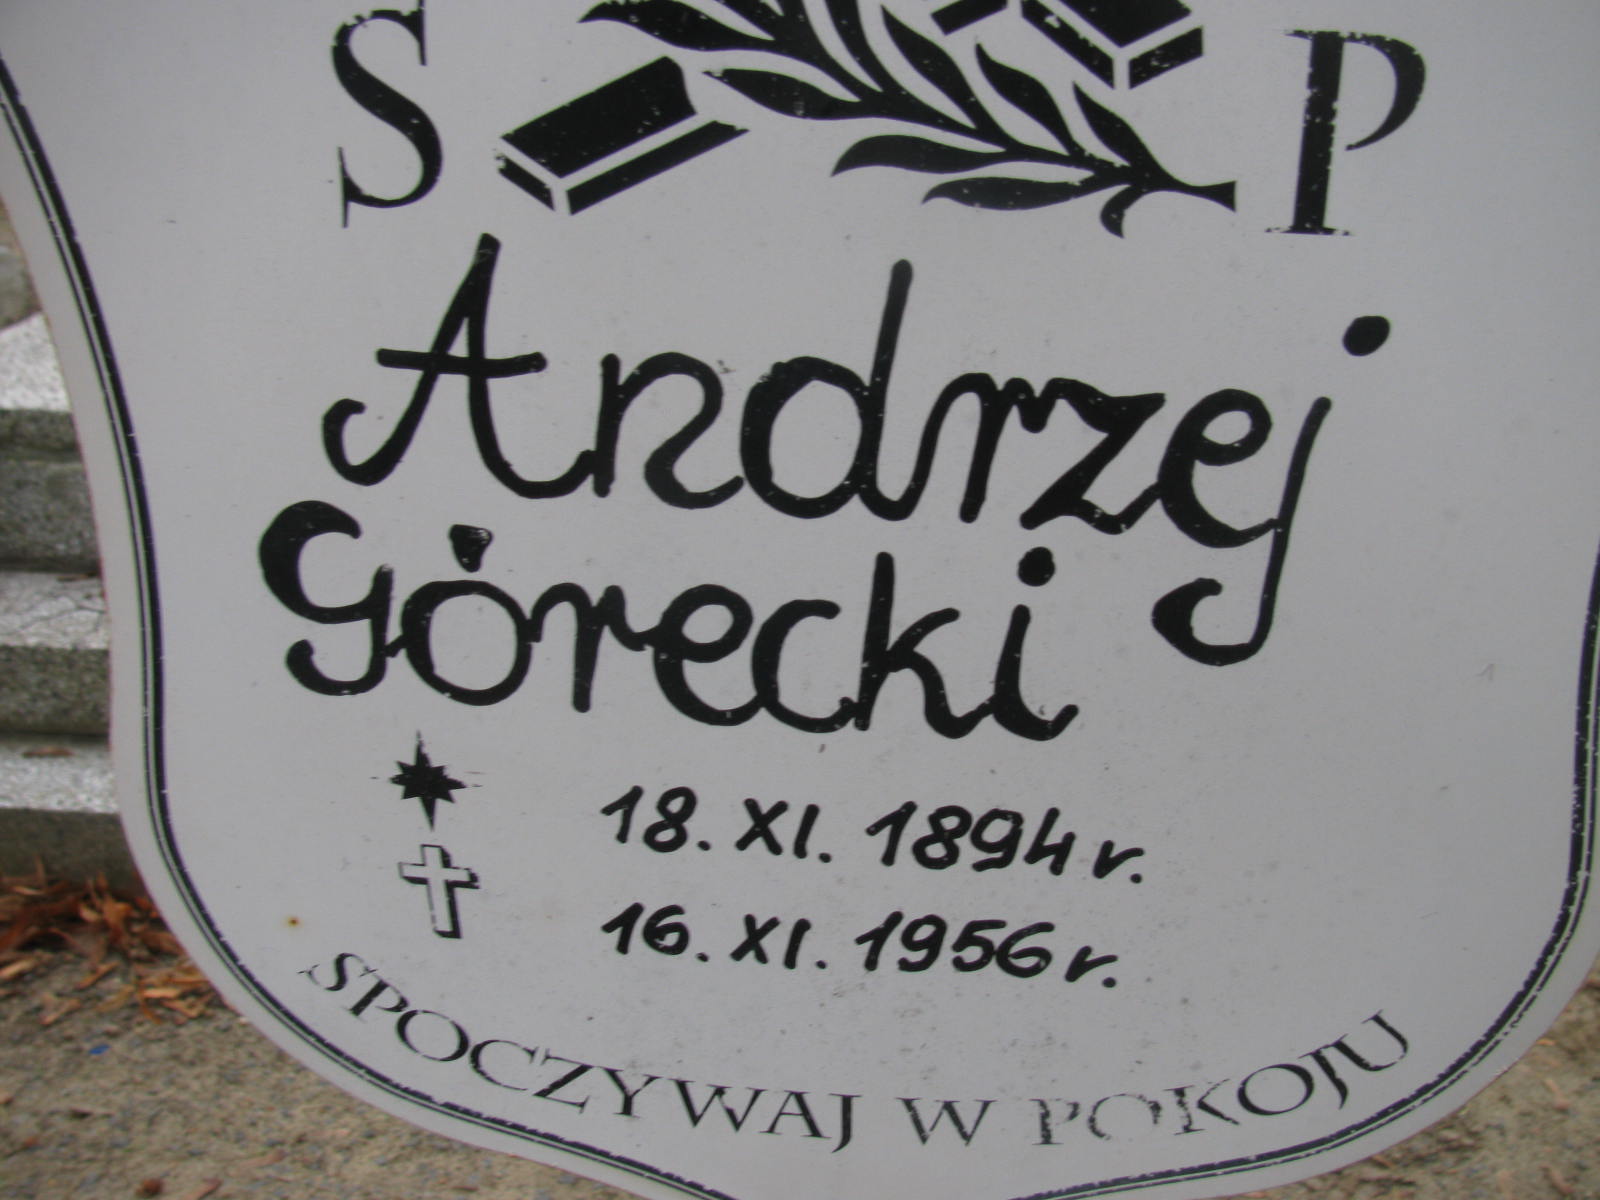 S P
Andrzej
Górecki
18. XI. 1894 r.
16. XI. 1956 r.
SPOCZYWAJ W POKOJU